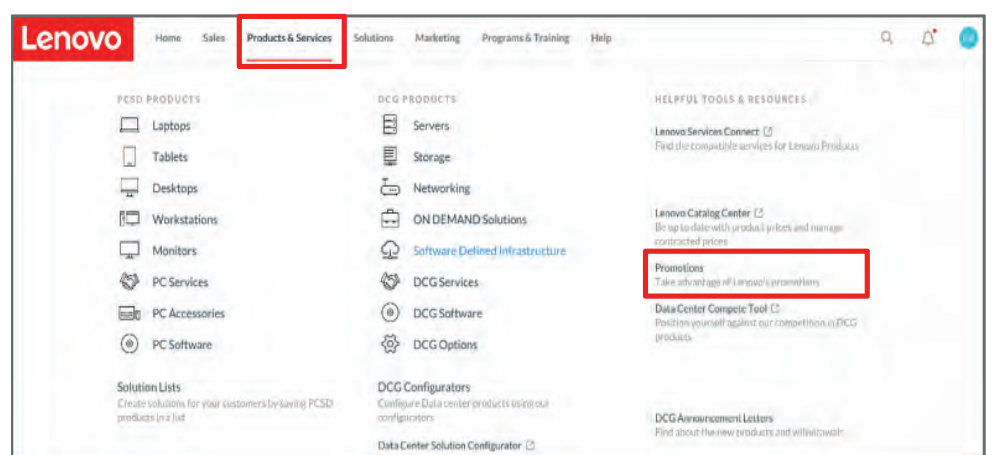 Lenovo
Home Sales Products & Services Solutions Marketing Programs & Training Help
PCSD PRODUCTS
Laptops
Tablets
Desktops
Workstations
Monitors
PC Services
PC Accessories
PC Software
Solution Lists
Create solutions for your customers by saving PCSD
products in a list
DCG PRODUCTS
Servers
Storage
Networking
ON DEMAND Solutions
Software Defined Infrastructure
DCG Services
DCG Software
DCG Options
DCG Configurators
Configure Data center products using our
configurators
Data Center Solution Configurator
HELPFUL TOOLS & RESOURCES
Lenovo Services Connect
Find the compatible services for Lenovo Products
Lenovo Catalog Center
Be up to date with product prices and manage
contracted prices
Promotions
Take advantage of Lenovo's promotions
Data Center Compete Tool
Position yourself against our competition in DCG
products
DCG Announcement Letters
Find about the new products and withdrawals